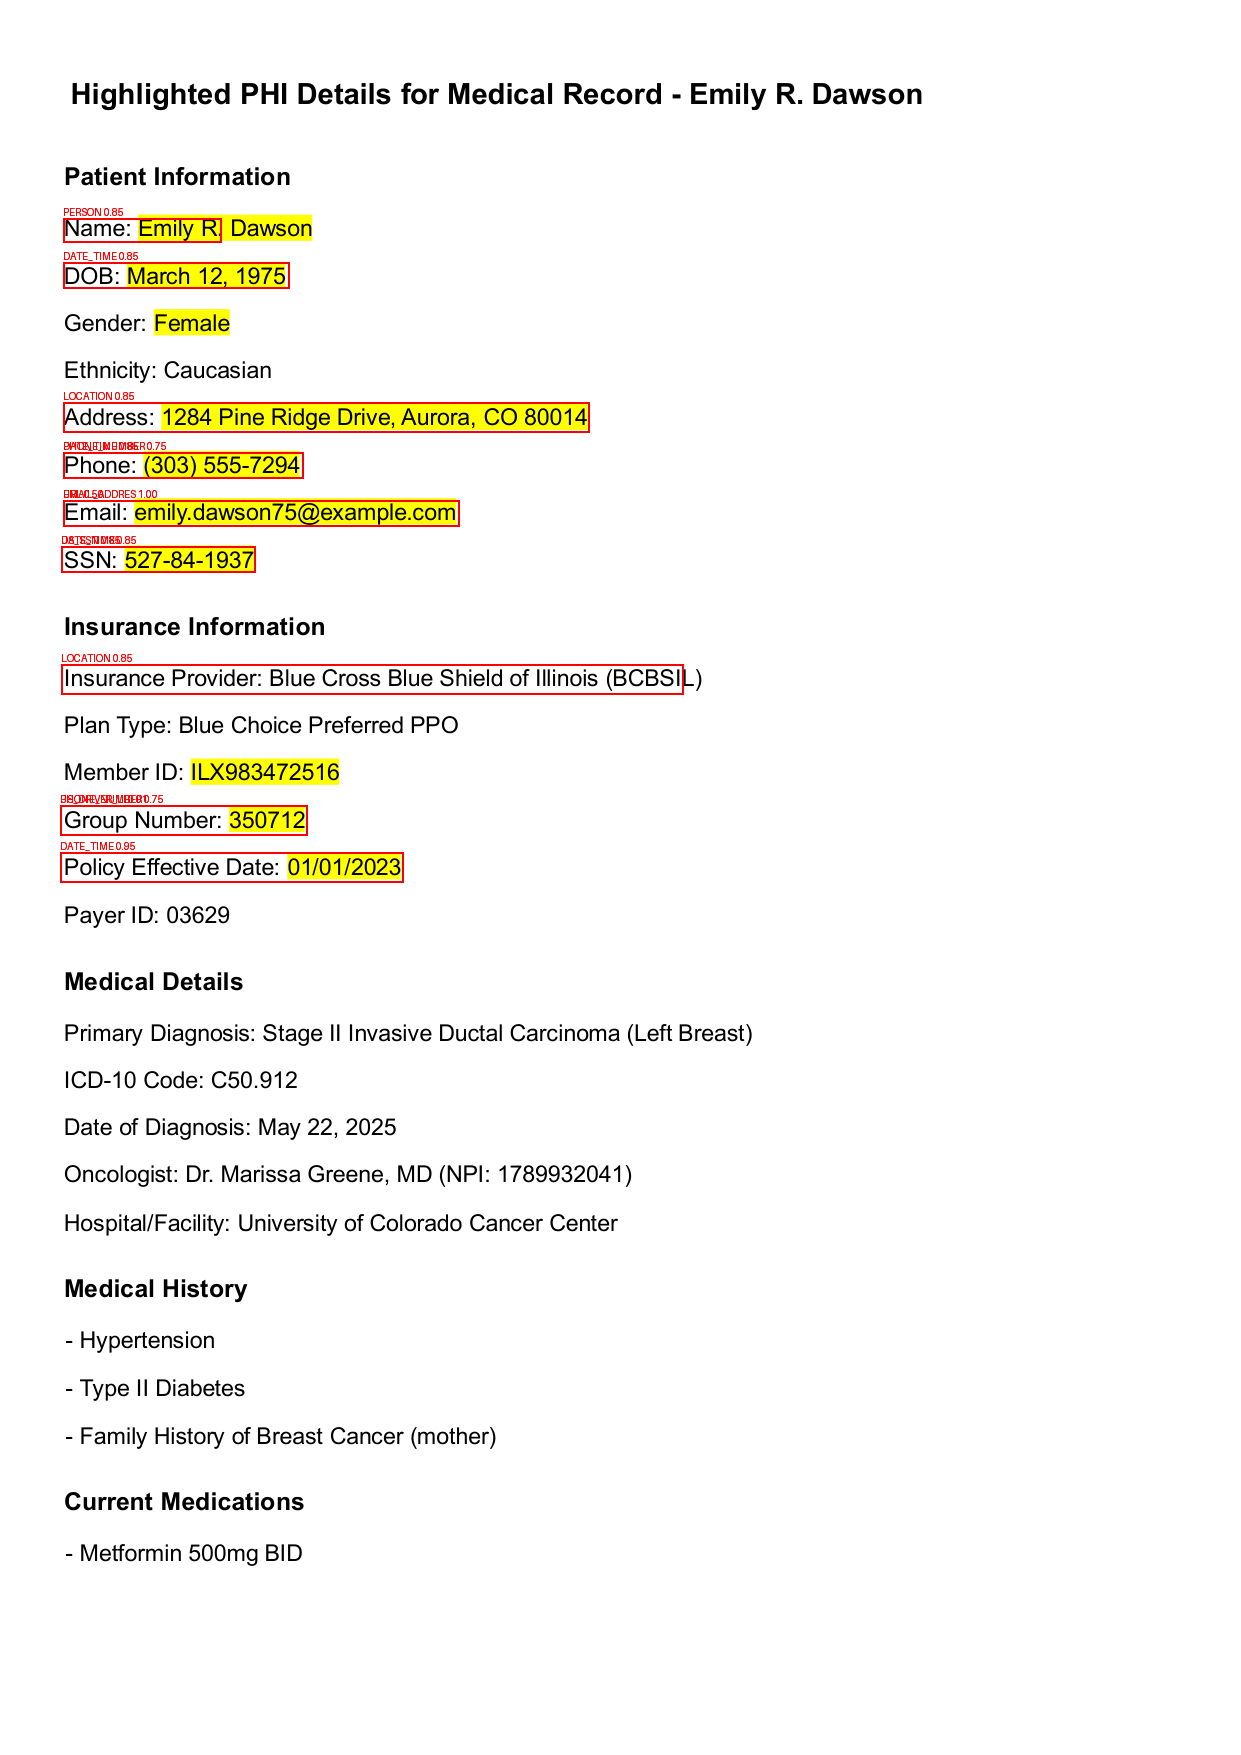 Highlighted PHI Details for Medical Record - Emily R. Dawson
Patient Information
PERSON 0.85
Name: Emily R. Dawson
DATE_TIME 0.85
DOB: March 12, 1975
Gender: Female
Ethnicity: Caucasian
LOCATION 0.85
Address: 1284 Pine Ridge Drive, Aurora, CO 80014
0.75
Phone: (303) 555-7294
1.00
Email: emily.dawson75@example.com
0.85
SSN: 527-84-1937
Insurance Information
LOCATION 0.85
Insurance Provider: Blue Cross Blue Shield of Illinois (BCBSIL)
Plan Type: Blue Choice Preferred PPO
Member ID: ILX983472516
0.75
Group Number: 350712
DATE_TIME 0.95
Policy Effective Date: 01/01/2023
Payer ID: 03629
Medical Details
Primary Diagnosis: Stage II Invasive Ductal Carcinoma (Left Breast)
ICD-10 Code: C50.912
Date of Diagnosis: May 22, 2025
Oncologist: Dr. Marissa Greene, MD (NPI: 1789932041)
Hospital/Facility: University of Colorado Cancer Center
Medical History
- Hypertension
- Type II Diabetes
- Family History of Breast Cancer (mother)
Current Medications
- Metformin 500mg BID